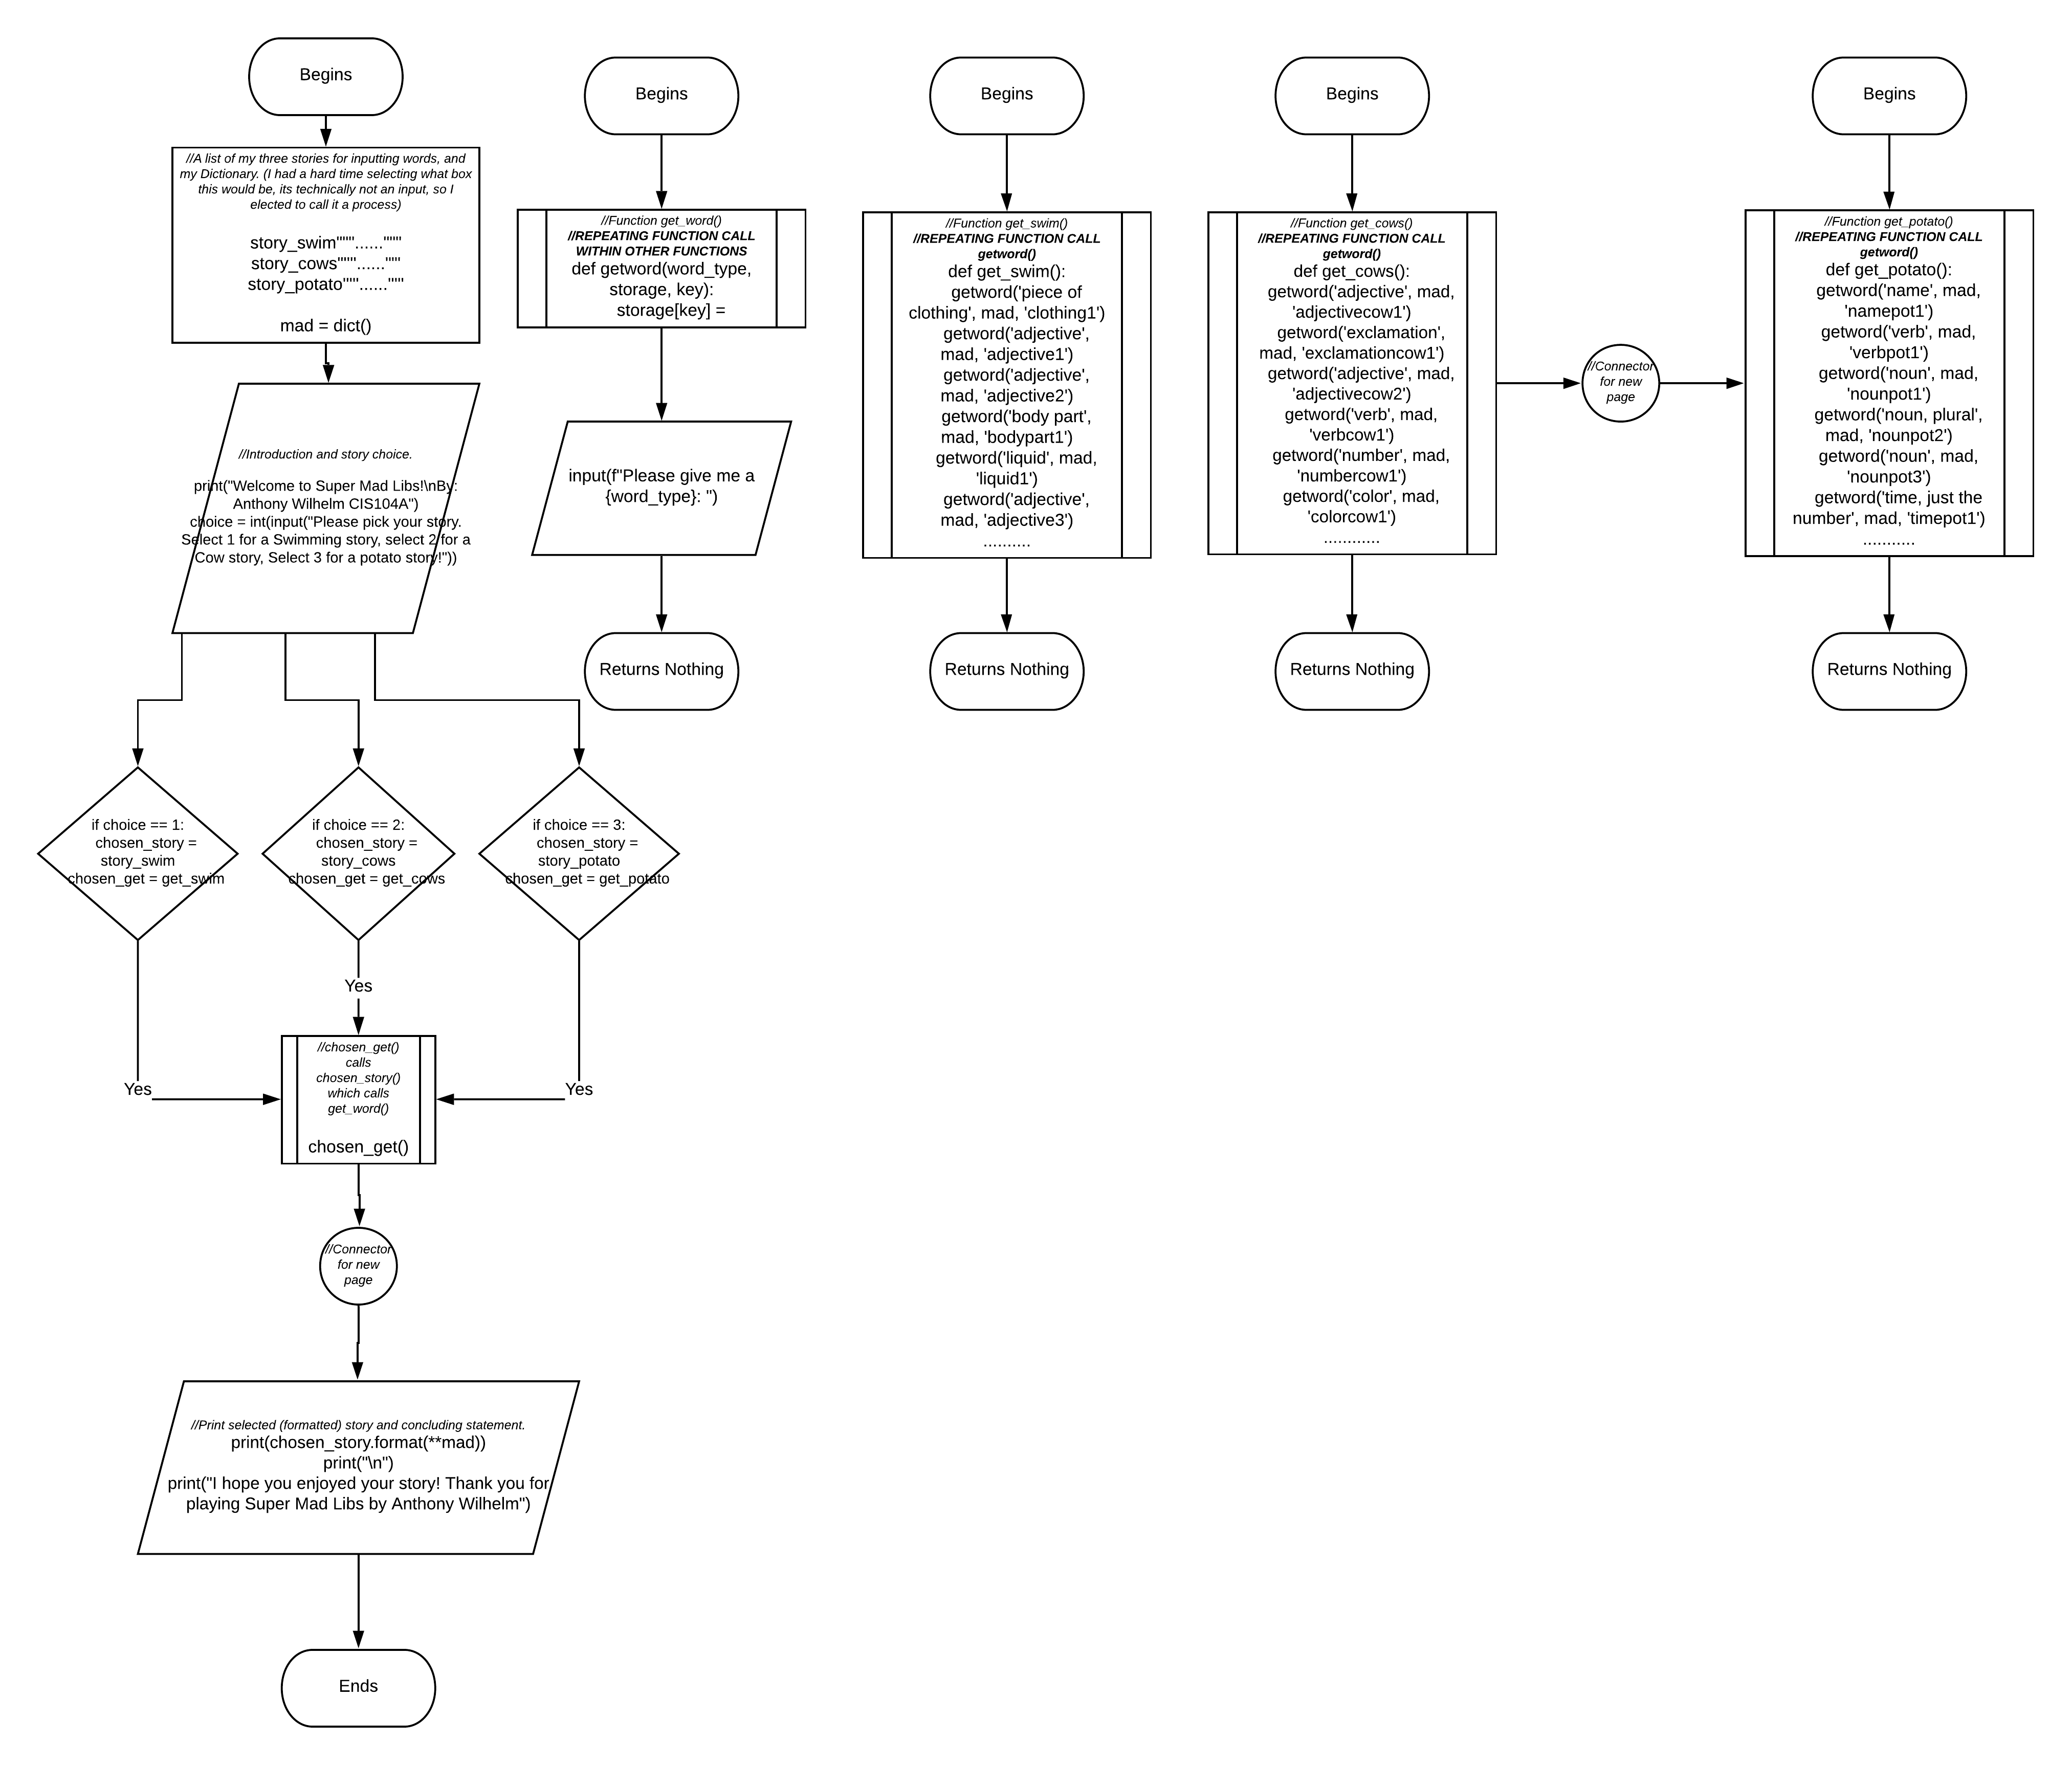 Begins
//A list of my three stories for inputting words, and
my Dictionary. (I had a hard time selecting what box
this would be, its technically not an input, so I
elected to call it a process)
story_swim"""......"""
story_cows"""......"""
story_potato"""......"""
mad = dict()
//Introduction and story choice.
print("Welcome to Super Mad Libs!\nBy:
Anthony Wilhelm CIS104A")
choice = int(input("Please pick your story.
Select 1 for a Swimming story, select 2 for a
Cow story, Select 3 for a potato story!"))
if choice == 1:
chosen_story =
story_swim
chosen_get = get_swim
if choice == 2:
chosen_story =
story_cows
chosen_get = get_cows
if choice == 3:
chosen_story =
story_potato
chosen_get = get_potato
Yes
Yes
Yes
//chosen_get()
calls
chosen_story()
which calls
get_word()
chosen_get()
//Connector
for new
page
//Print selected (formatted) story and concluding statement.
print(chosen_story.format(**mad))
print("\n")
print("I hope you enjoyed your story! Thank you for
playing Super Mad Libs by Anthony Wilhelm")
Ends
Begins
//Function get_word()
//REPEATING FUNCTION CALL
WITHIN OTHER FUNCTIONS
def getword(word_type,
storage, key):
storage[key] =
input(f"Please give me a
{word_type}: ")
Returns Nothing
Begins
//Function get_swim()
//REPEATING FUNCTION CALL
getword()
def get_swim():
getword('piece of
clothing', mad, 'clothing1')
getword('adjective',
mad, 'adjective1')
getword('adjective',
mad, 'adjective2')
getword('body part',
mad, 'bodypart1')
getword('liquid', mad,
'liquid1')
getword('adjective',
mad, 'adjective3')
..........
Returns Nothing
Begins
//Function get_cows()
//REPEATING FUNCTION CALL
getword()
def get_cows():
getword('adjective', mad,
'adjectivecow1')
getword('exclamation',
mad, 'exclamationcow1')
getword('adjective', mad,
'adjectivecow2')
getword('verb', mad,
'verbcow1')
getword('number', mad,
'numbercow1')
getword('color', mad,
'colorcow1')
............
Returns Nothing
//Connector
for new
page
Begins
//Function get_potato()
//REPEATING FUNCTION CALL
getword()
def get_potato():
getword('name', mad,
'namepot1')
getword('verb', mad,
'verbpot1')
getword('noun', mad,
'nounpot1')
getword('noun, plural',
mad, 'nounpot2')
getword('noun', mad,
'nounpot3')
getword('time, just the
number', mad, 'timepot1')
...........
Returns Nothing